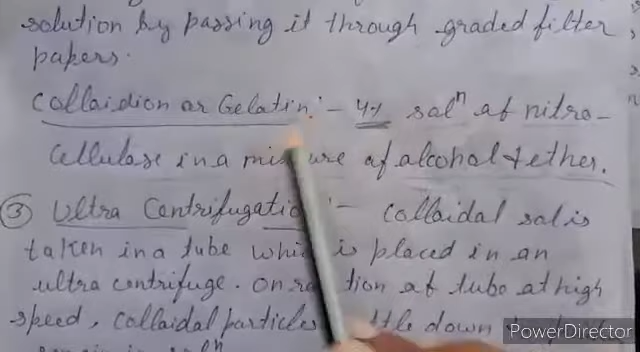 solution by passing it through graded filter
papers.
Collaidion or Gelatin :- 4% solⁿ of nitro-
cellulose in a mixture of alcohol & ether.
③ Ultra Centrifugation :- Colloidal sol is
taken in a tube which is placed in an
ultra centrifuge. On rotation of tube at high
speed, colloidal particles settle down
solⁿ
PowerDirector